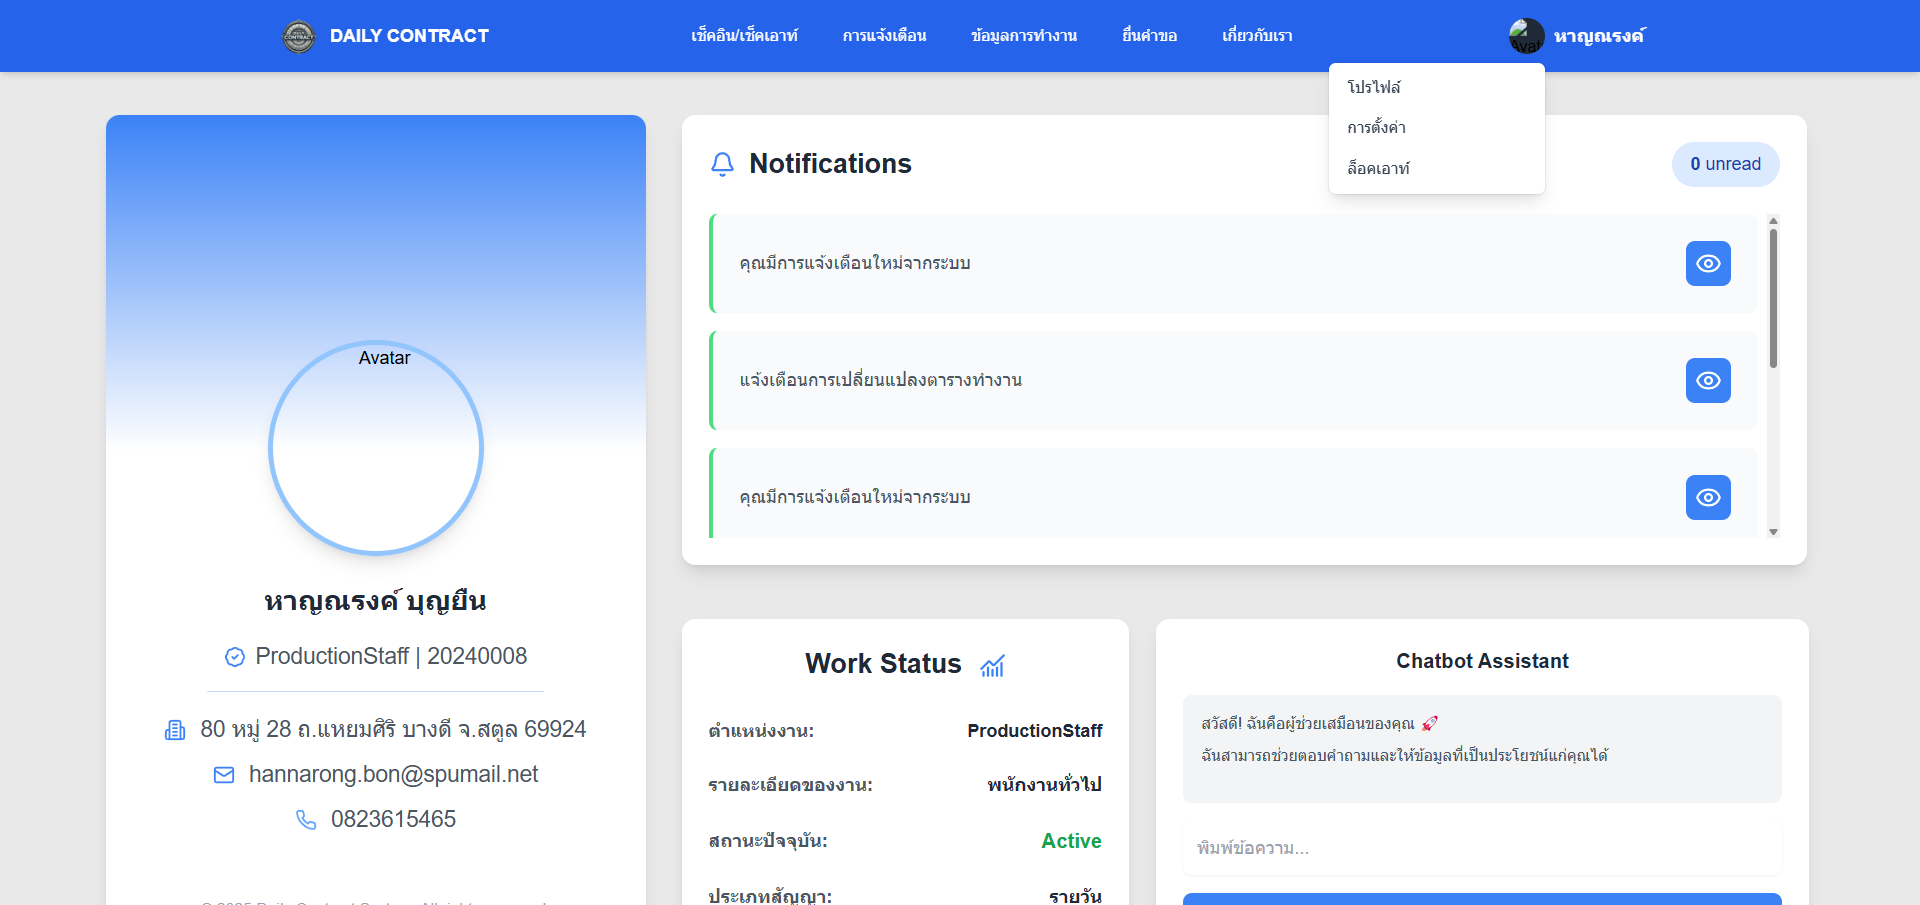 DAILY CONTRACT
เช็คอิน/เช็คเอาท์
การแจ้งเตือน
ข้อมูลการทำงาน
ยื่นคำขอ
เกี่ยวกับเรา
หาญณรงค์
โปรไฟล์
การตั้งค่า
ล็อคเอาท์
Avatar
หาญณรงค์ บุญยืน
ProductionStaff | 20240008
80 หมู่ 28 ถ.แหยมศิริ บางดี จ.สตูล 69924
hannarong.bon@spumail.net
0823615465
Notifications
0 unread
คุณมีการแจ้งเตือนใหม่จากระบบ
แจ้งเตือนการเปลี่ยนแปลงตารางทำงาน
คุณมีการแจ้งเตือนใหม่จากระบบ
Work Status
ตำแหน่งงาน: ProductionStaff
รายละเอียดของงาน: พนักงานทั่วไป
สถานะปัจจุบัน: Active
ประเภทสัญญา: รายวัน
Chatbot Assistant
สวัสดี! ฉันคือผู้ช่วยเสมือนของคุณ 🚀
ฉันสามารถช่วยตอบคำถามและให้ข้อมูลที่เป็นประโยชน์แก่คุณได้
พิมพ์ข้อความ...